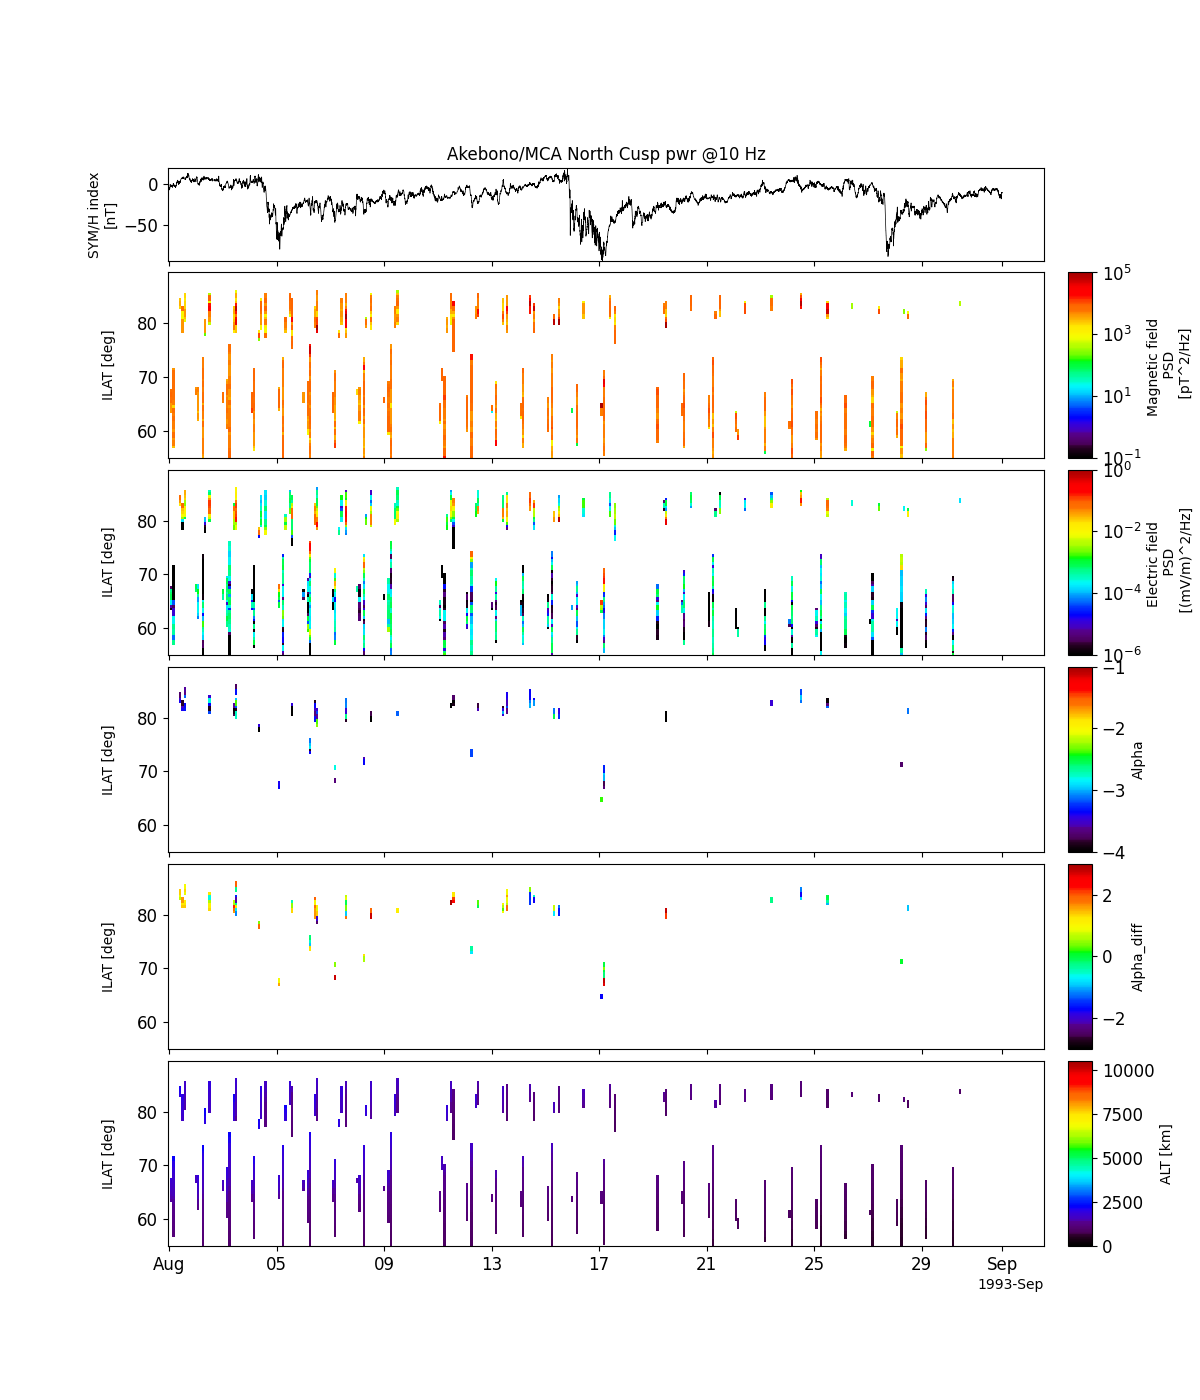 Akebono/MCA North Cusp pwr @10 Hz
SYM/H index
[nT]
0
−50
ILAT [deg]
80
70
60
10^5
10^3
10^1
10^−1
Magnetic field
PSD
[pT^2/Hz]
ILAT [deg]
80
70
60
10^0
10^−2
10^−4
10^−6
Electric field
PSD
[(mV/m)^2/Hz]
ILAT [deg]
80
70
60
−1
−2
−3
−4
Alpha
ILAT [deg]
80
70
60
2
0
−2
Alpha_diff
ILAT [deg]
80
70
60
10000
7500
5000
2500
0
ALT [km]
Aug 05 09 13 17 21 25 29 Sep
1993-Sep